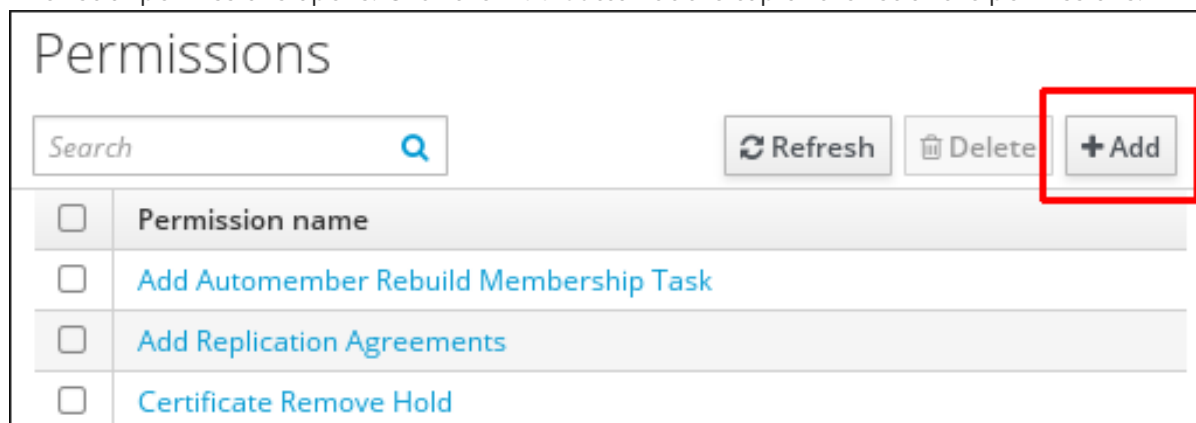 Permissions
Search Refresh Delete +Add
Permission name
Add Automember Rebuild Membership Task
Add Replication Agreements
Certificate Remove Hold